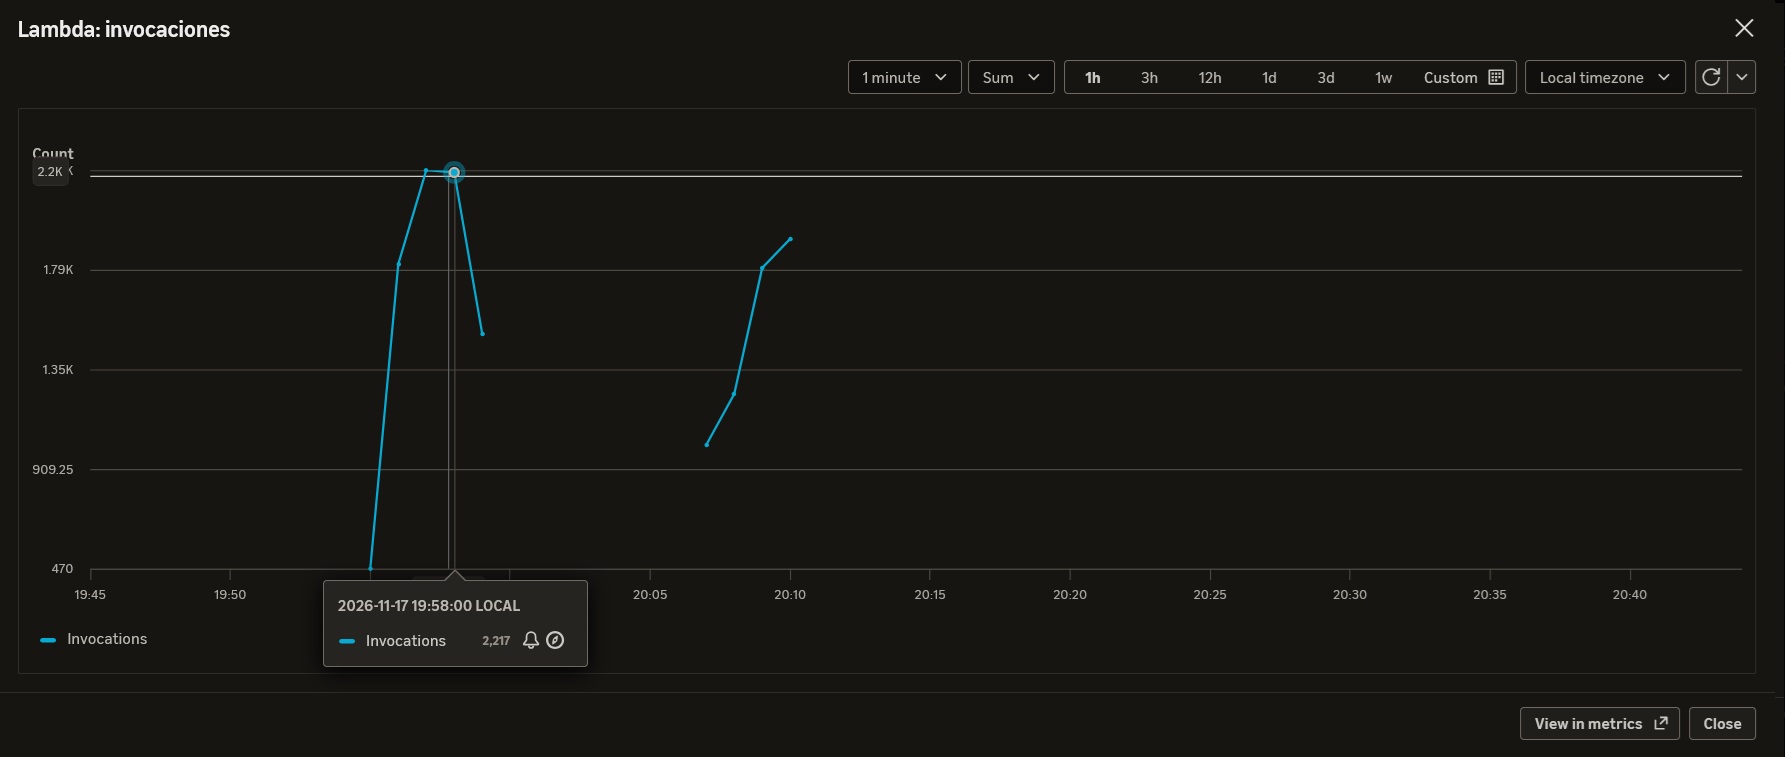 Lambda: invocaciones
1 minute Sum 1h 3h 12h 1d 3d 1w Custom Local timezone
Count
2.2K
1.79K
1.35K
909.25
470
19:45 19:50 20:05 20:10 20:15 20:20 20:25 20:30 20:35 20:40
2026-11-17 19:58:00 LOCAL
Invocations 2,217
Invocations
View in metrics Close